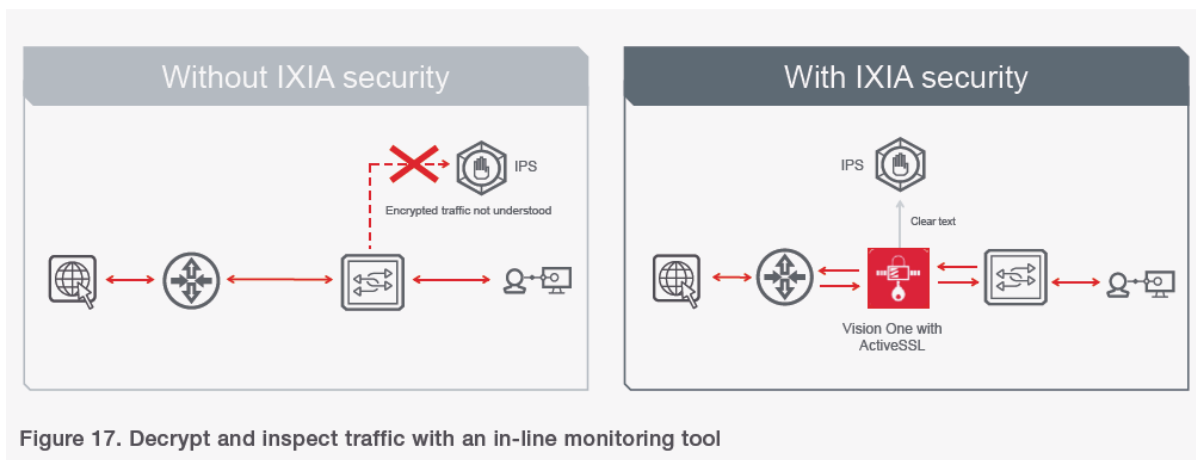 Without IXIA security
IPS
Encrypted traffic not understood
With IXIA security
IPS
Clear text
Vision One with
ActiveSSL
Figure 17. Decrypt and inspect traffic with an in-line monitoring tool